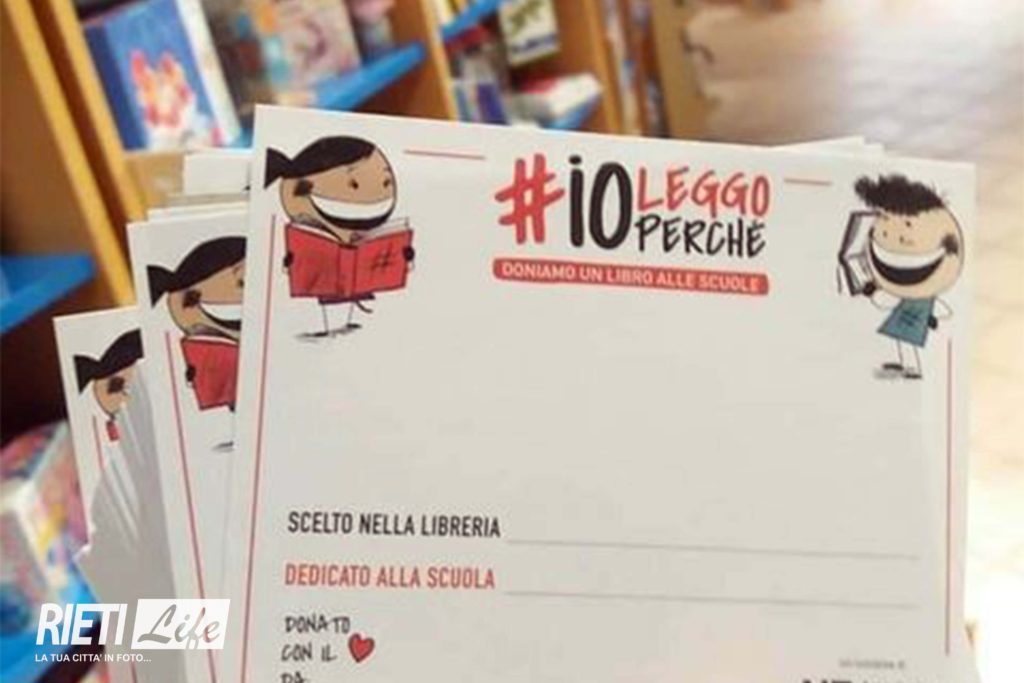 #IO LEGGO
PERCHÉ
DONIAMO UN LIBRO ALLE SCUOLE
#
#
SCELTO NELLA LIBRERIA
DEDICATO ALLA SCUOLA
DONATO
CON IL
DA
RIETI Life
LA TUA CITTA' IN FOTO...